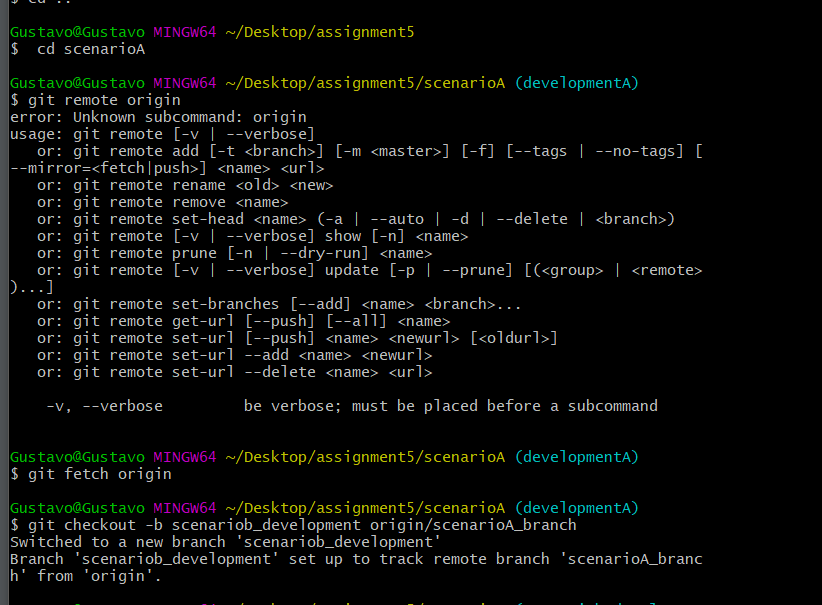 $ cd ..
Gustavo@Gustavo MINGW64 ~/Desktop/assignment5
$  cd scenarioA
Gustavo@Gustavo MINGW64 ~/Desktop/assignment5/scenarioA (developmentA)
$ git remote origin
error: Unknown subcommand: origin
usage: git remote [-v | --verbose]
   or: git remote add [-t <branch>] [-m <master>] [-f] [--tags | --no-tags] [
--mirror=<fetch|push>] <name> <url>
   or: git remote rename <old> <new>
   or: git remote remove <name>
   or: git remote set-head <name> (-a | --auto | -d | --delete | <branch>)
   or: git remote [-v | --verbose] show [-n] <name>
   or: git remote prune [-n | --dry-run] <name>
   or: git remote [-v | --verbose] update [-p | --prune] [(<group> | <remote>
)...]
   or: git remote set-branches [--add] <name> <branch>...
   or: git remote get-url [--push] [--all] <name>
   or: git remote set-url [--push] <name> <newurl> [<oldurl>]
   or: git remote set-url --add <name> <newurl>
   or: git remote set-url --delete <name> <url>
    -v, --verbose         be verbose; must be placed before a subcommand
Gustavo@Gustavo MINGW64 ~/Desktop/assignment5/scenarioA (developmentA)
$ git fetch origin
Gustavo@Gustavo MINGW64 ~/Desktop/assignment5/scenarioA (developmentA)
$ git checkout -b scenariob_development origin/scenarioA_branch
Switched to a new branch 'scenariob_development'
Branch 'scenariob_development' set up to track remote branch 'scenarioA_branc
h' from 'origin'.